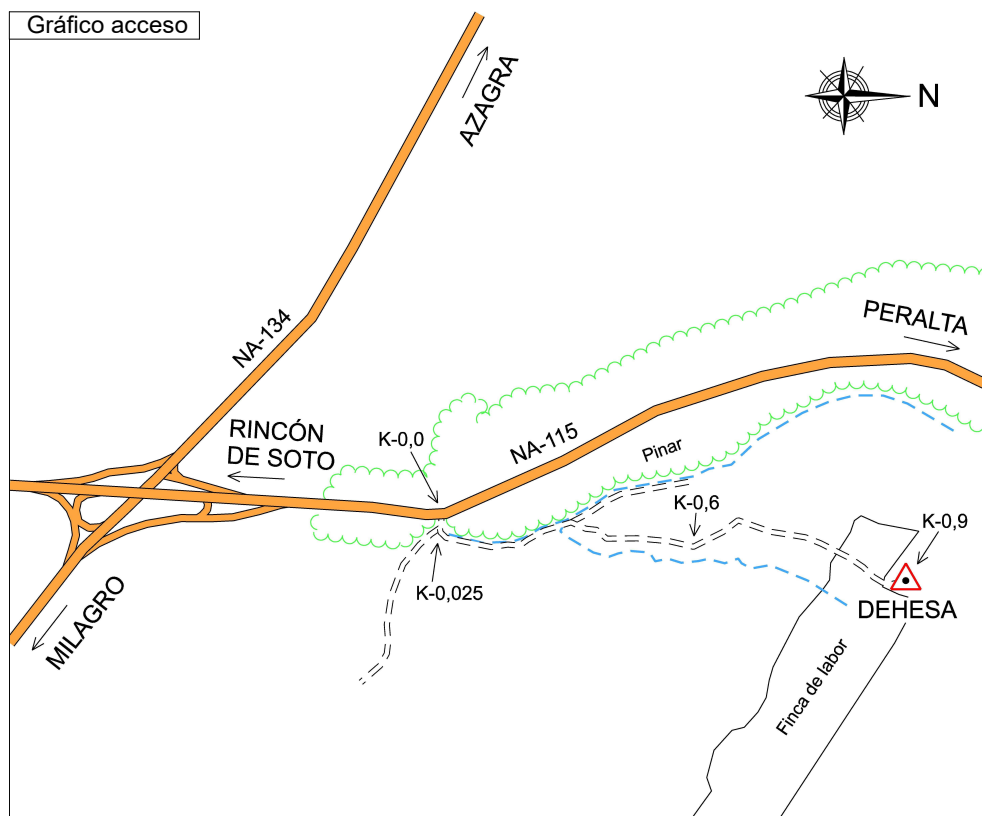 Gráfico acceso
AZAGRA
N
NA-134
PERALTA
RINCÓN
DE SOTO
K-0,0
NA-115
Pinar
K-0,6
K-0,9
K-0,025
DEHESA
MILAGRO
Finca de labor